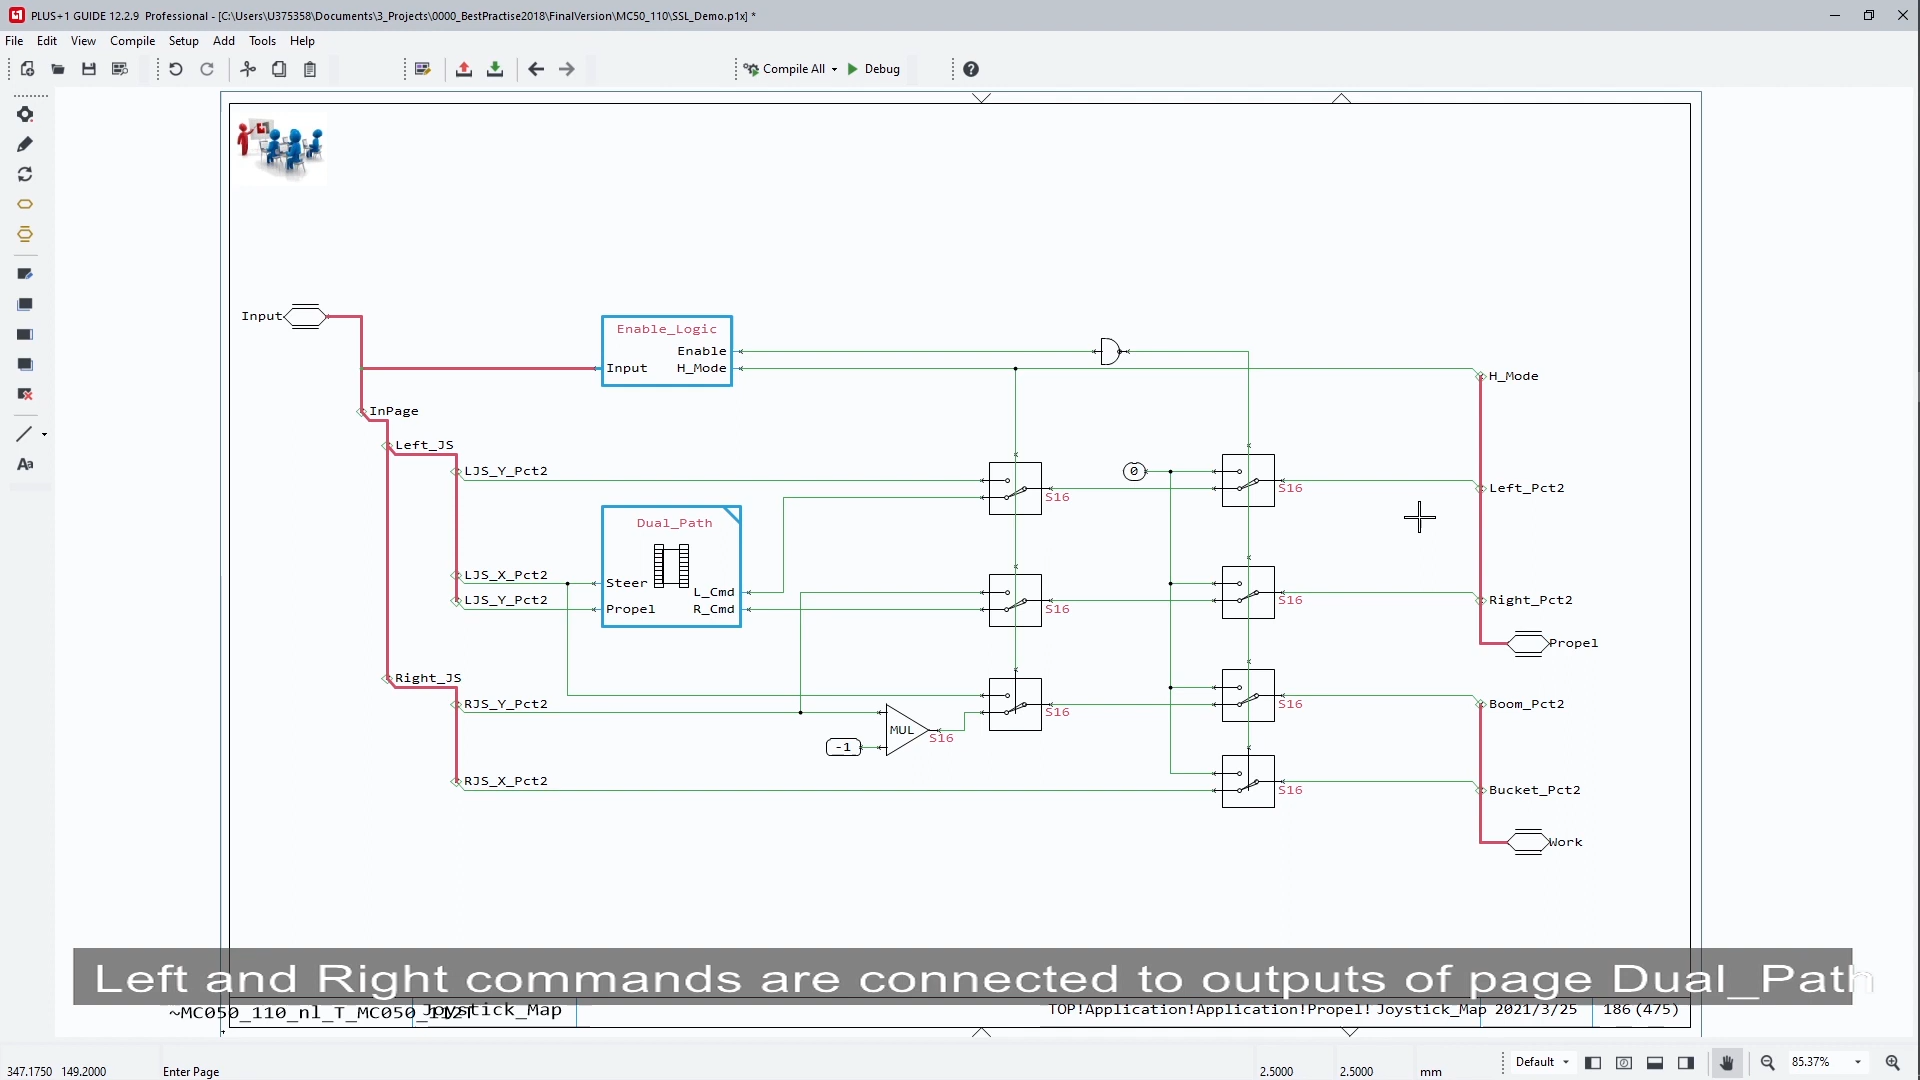 PLUS+1 GUIDE 12.2.9 Professional - [C:\Users\U375358\Documents\3_Projects\0000_BestPractise2018\FinalVersion\MC50_110\SSL_Demo.p1x] *
File Edit View Compile Setup Add Tools Help
Compile All Debug
Input
Enable_Logic
Enable
Input H_Mode
H_Mode
InPage
Left_JS
LJS_Y_Pct2
0
S16
S16
Left_Pct2
Dual_Path
LJS_X_Pct2
Steer
L_Cmd
LJS_Y_Pct2
Propel R_Cmd
S16
S16
Right_Pct2
Propel
Right_JS
RJS_Y_Pct2
S16
S16
Boom_Pct2
MUL
S16
-1
RJS_X_Pct2
S16
Bucket_Pct2
Work
Left and Right commands are connected to outputs of page Dual_Path
~MC050_110_nl_T_MC050_112T
Joystick_Map
TOP!Application!Application!Propel! Joystick_Map 2021/3/25 186 (475)
347.1750 149.2000 Enter Page 2.5000 2.5000 mm Default 85.37%